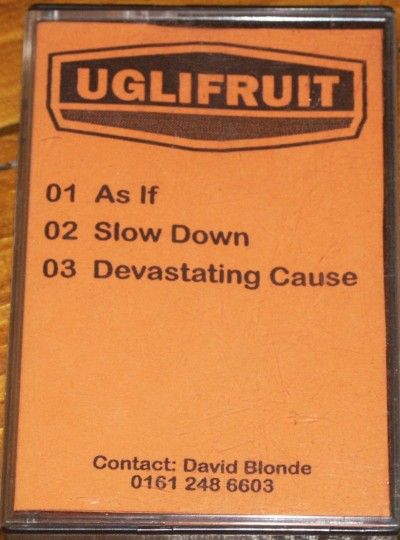 UGLIFRUIT
01 As If
02 Slow Down
03 Devastating Cause
Contact: David Blonde
0161 248 6603